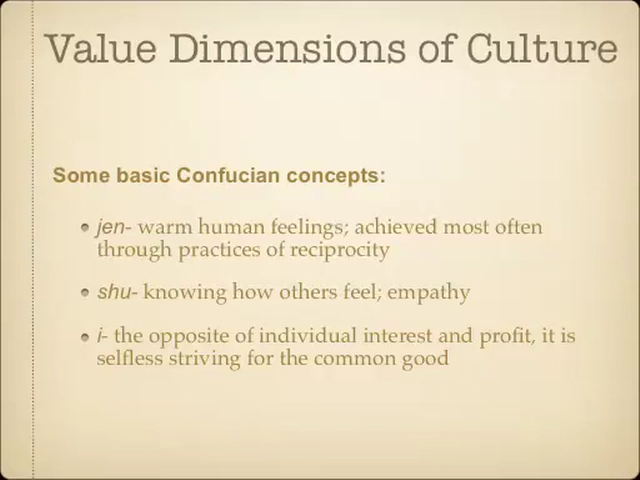 Value Dimensions of Culture
Some basic Confucian concepts:
jen- warm human feelings; achieved most often
through practices of reciprocity
shu- knowing how others feel; empathy
i- the opposite of individual interest and profit, it is
selfless striving for the common good